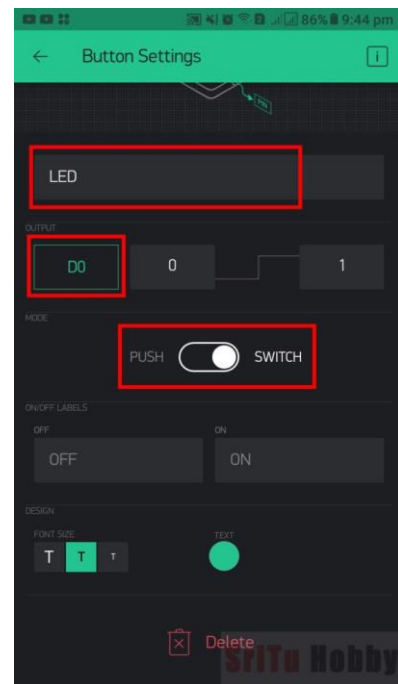 86% 9:44 pm
Button Settings
i
PIN
LED
OUTPUT
D0 0 1
MODE
PUSH SWITCH
ON/OFF LABELS
OFF ON
OFF ON
DESIGN
FONT SIZE TEXT
T T T
Delete
SriTu Hobby